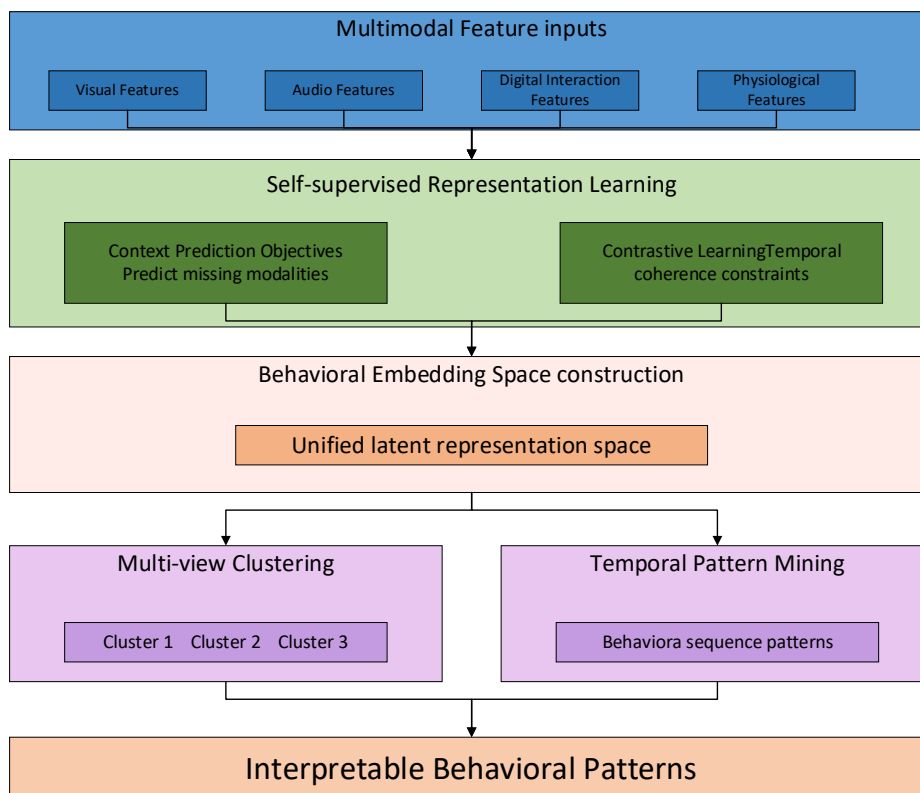 Multimodal Feature inputs
Visual Features
Audio Features
Digital Interaction
Features
Physiological
Features
Self-supervised Representation Learning
Context Prediction Objectives
Predict missing modalities
Contrastive LearningTemporal
coherence constraints
Behavioral Embedding Space construction
Unified latent representation space
Multi-view Clustering
Cluster 1 Cluster 2 Cluster 3
Temporal Pattern Mining
Behaviora sequence patterns
Interpretable Behavioral Patterns